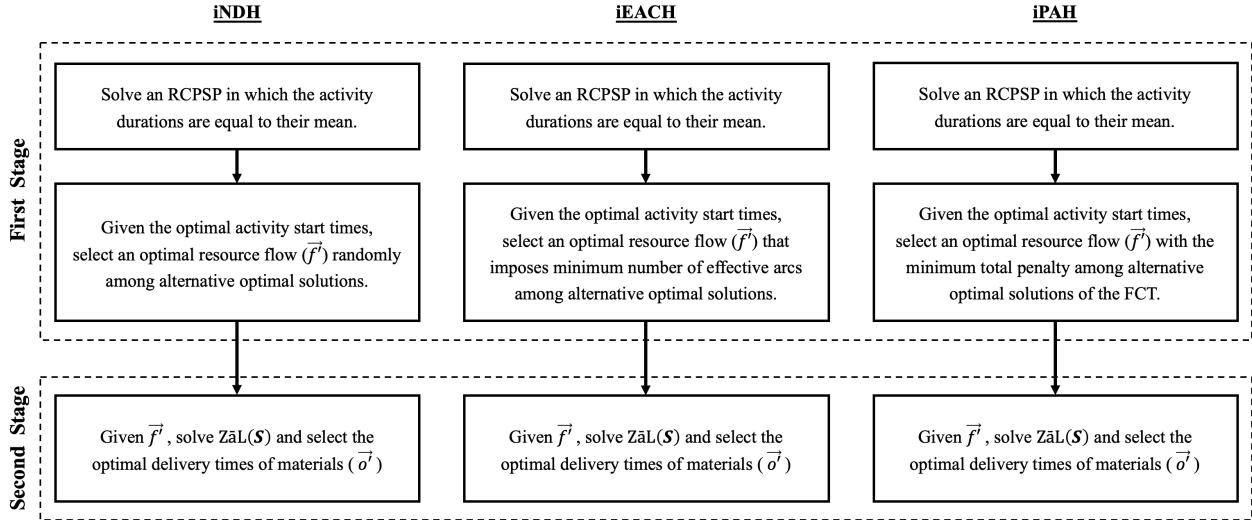 iNDH
iEACH
iPAH
First Stage
Solve an RCPSP in which the activity
durations are equal to their mean.
Solve an RCPSP in which the activity
durations are equal to their mean.
Solve an RCPSP in which the activity
durations are equal to their mean.
Given the optimal activity start times,
select an optimal resource flow (f⃗′) randomly
among alternative optimal solutions.
Given the optimal activity start times,
select an optimal resource flow (f⃗′) that
imposes minimum number of effective arcs
among alternative optimal solutions.
Given the optimal activity start times,
select an optimal resource flow (f⃗′) with the
minimum total penalty among alternative
optimal solutions of the FCT.
Second Stage
Given f⃗′ , solve ZāL(S) and select the
optimal delivery times of materials ( o⃗′ )
Given f⃗′ , solve ZāL(S) and select the
optimal delivery times of materials ( o⃗′ )
Given f⃗′ , solve ZāL(S) and select the
optimal delivery times of materials ( o⃗′ )